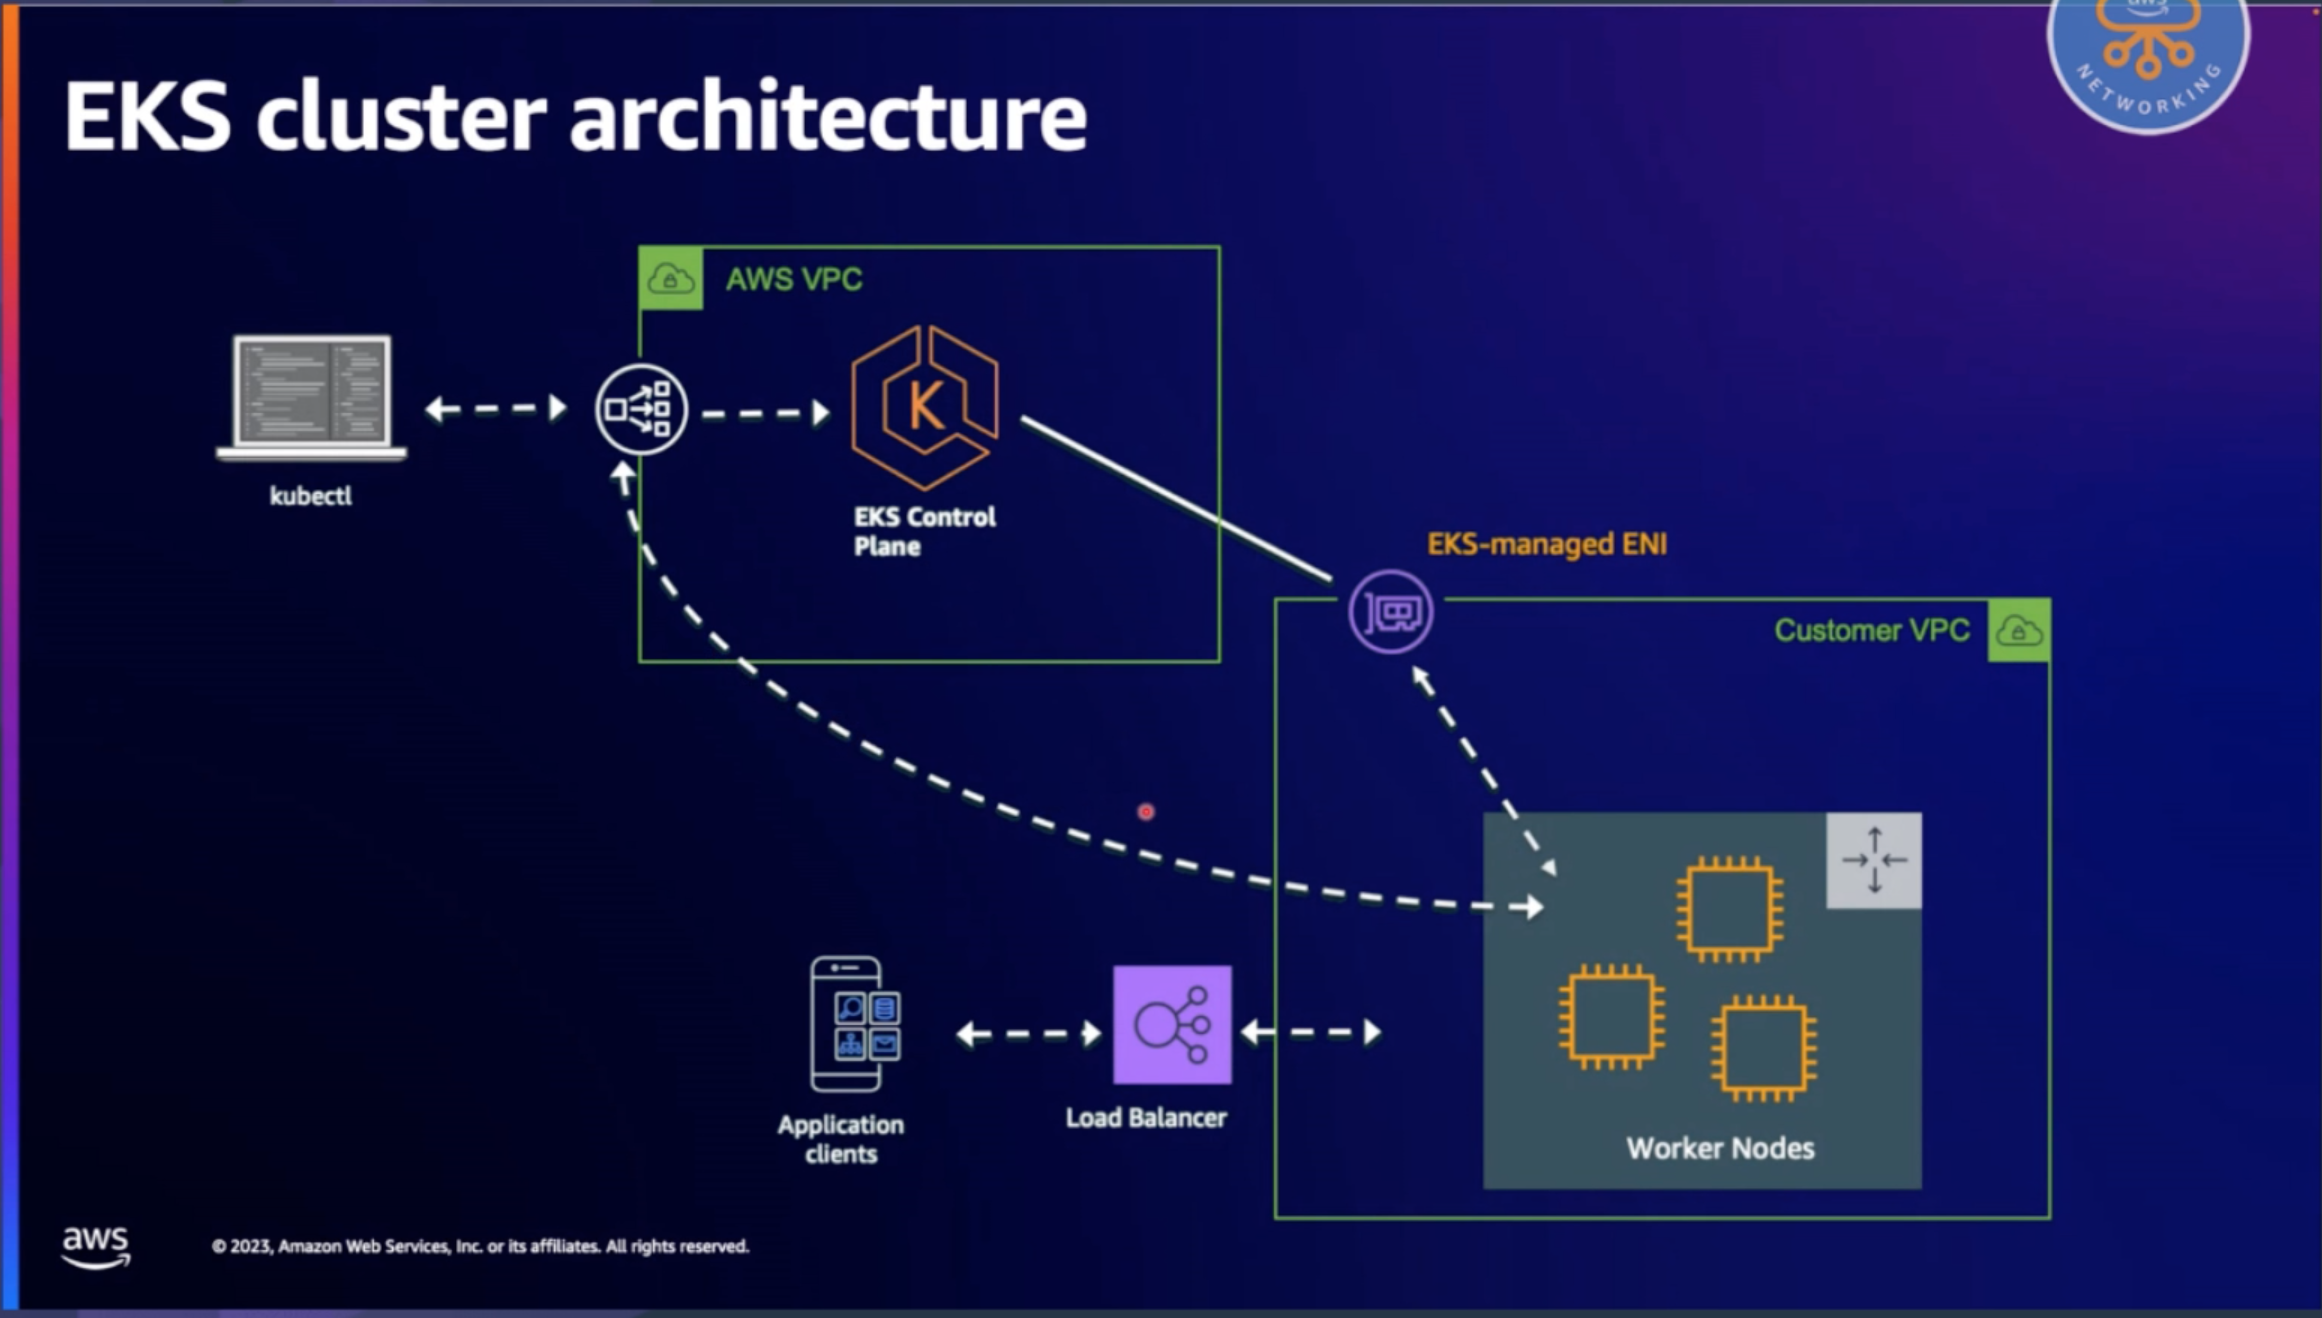 aws
NETWORKING
EKS cluster architecture
AWS VPC
K
kubectl
EKS Control
Plane
EKS-managed ENI
Customer VPC
Application
clients
Load Balancer
Worker Nodes
aws
© 2023, Amazon Web Services, Inc. or its affiliates. All rights reserved.